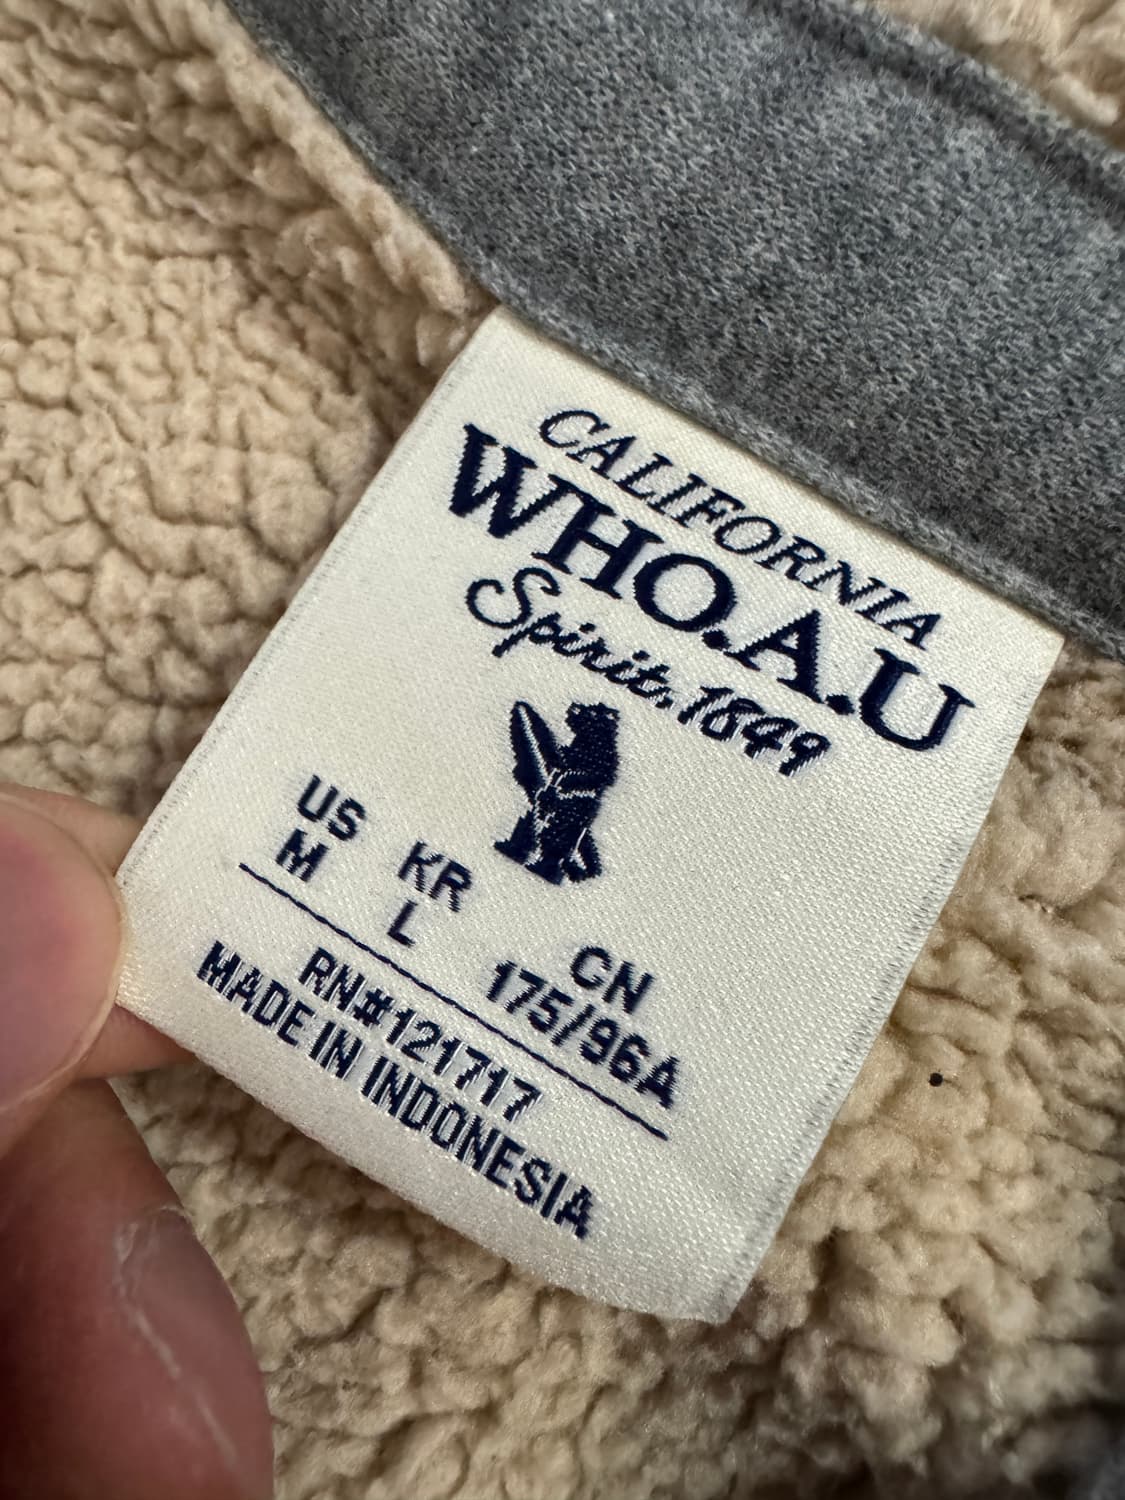 CALIFORNIA
WHO.A.U
Spirit.1849
US KR CN
M L 175/96A
RN#121717
MADE IN INDONESIA